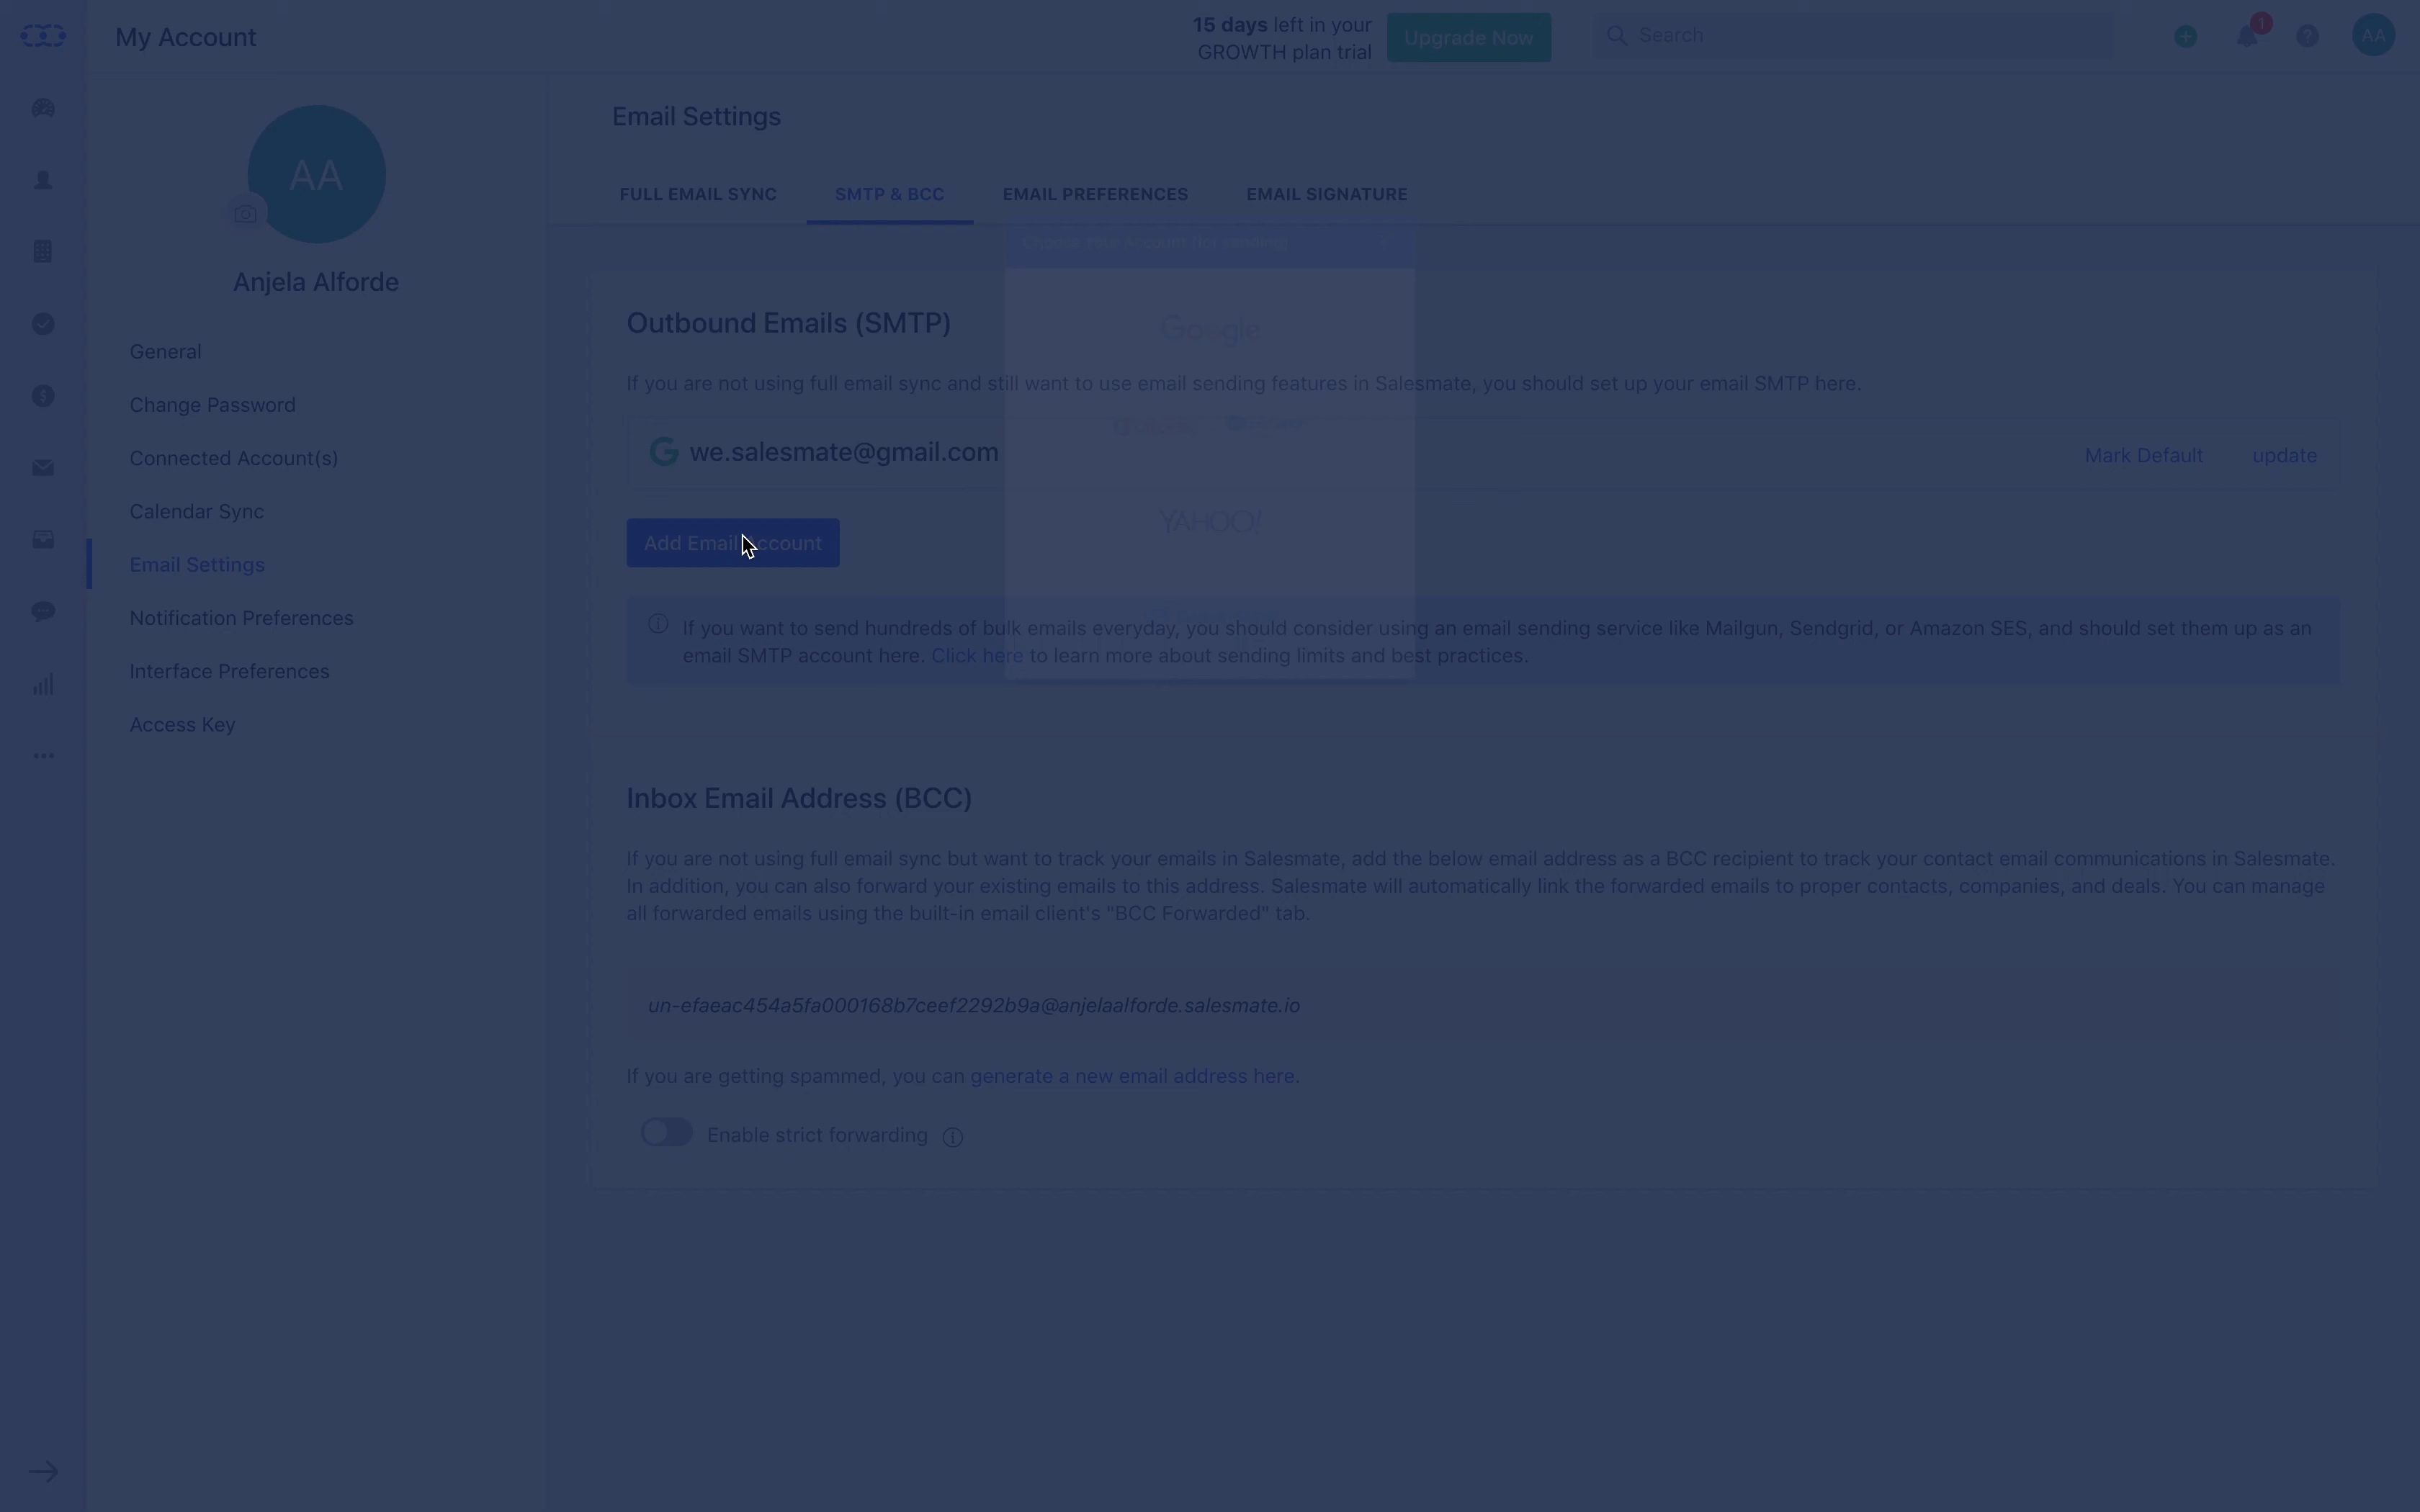 My Account
15 days left in your
GROWTH plan trial
Upgrade Now
Search
1
AA
AA
Anjela Alforde
General
Change Password
Connected Account(s)
Calendar Sync
Email Settings
Notification Preferences
Interface Preferences
Access Key
Email Settings
FULL EMAIL SYNC
SMTP & BCC
EMAIL PREFERENCES
EMAIL SIGNATURE
Google
YAHOO!
Outbound Emails (SMTP)
If you are not using full email sync and still want to use email sending features in Salesmate, you should set up your email SMTP here.
we.salesmate@gmail.com
Mark Default
update
Add Email Account
If you want to send hundreds of bulk emails everyday, you should consider using an email sending service like Mailgun, Sendgrid, or Amazon SES, and should set them up as an
email SMTP account here. Click here to learn more about sending limits and best practices.
Inbox Email Address (BCC)
If you are not using full email sync but want to track your emails in Salesmate, add the below email address as a BCC recipient to track your contact email communications in Salesmate.
In addition, you can also forward your existing emails to this address. Salesmate will automatically link the forwarded emails to proper contacts, companies, and deals. You can manage
all forwarded emails using the built-in email client's "BCC Forwarded" tab.
un-efaeac454a5fa000168b7ceef2292b9a@anjelaalforde.salesmate.io
If you are getting spammed, you can generate a new email address here.
Enable strict forwarding